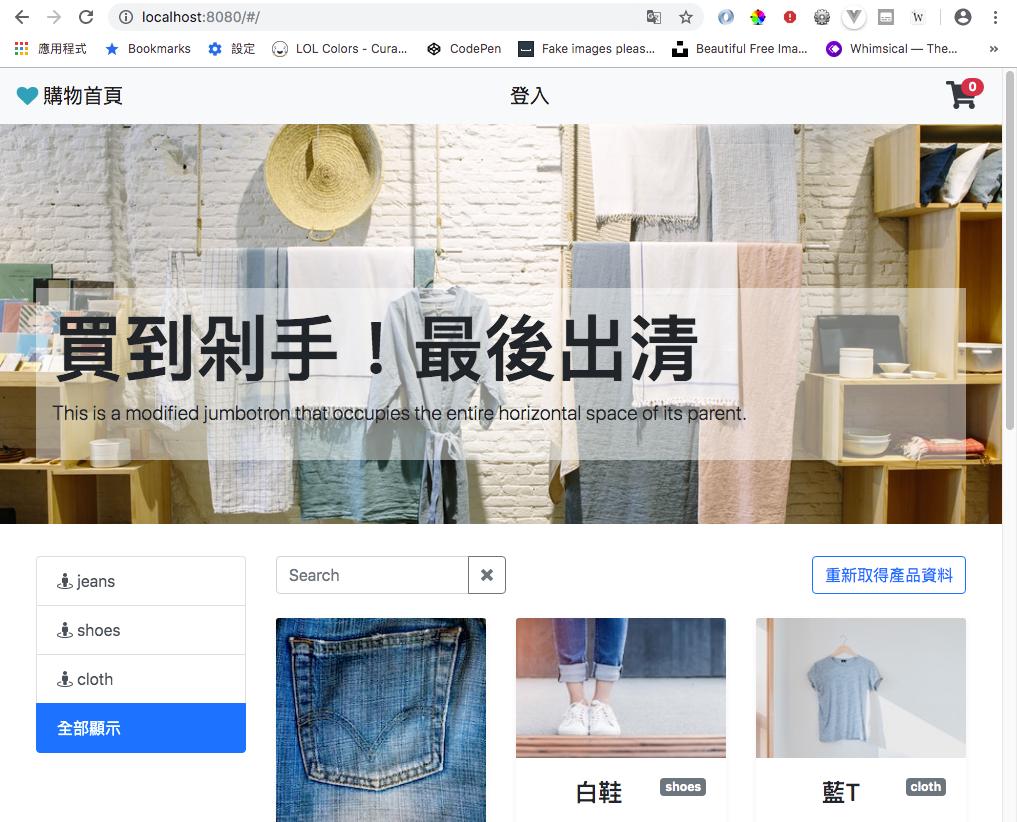 localhost:8080/#/
應用程式 Bookmarks 設定 LOL Colors - Cura... CodePen Fake images pleas... Beautiful Free Ima... Whimsical — The... »
購物首頁 登入 0
買到剁手！最後出清
This is a modified jumbotron that occupies the entire horizontal space of its parent.
jeans
shoes
cloth
全部顯示
Search
重新取得產品資料
白鞋 shoes
藍T cloth